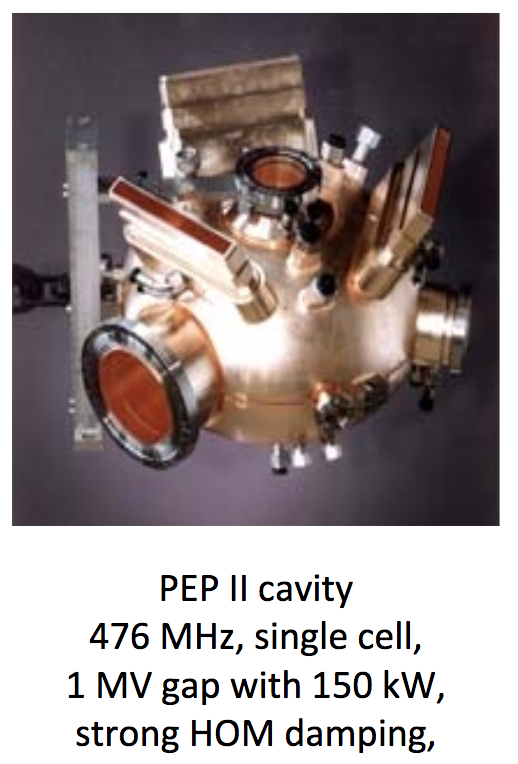 PEP II cavity
476 MHz, single cell,
1 MV gap with 150 kW,
strong HOM damping,